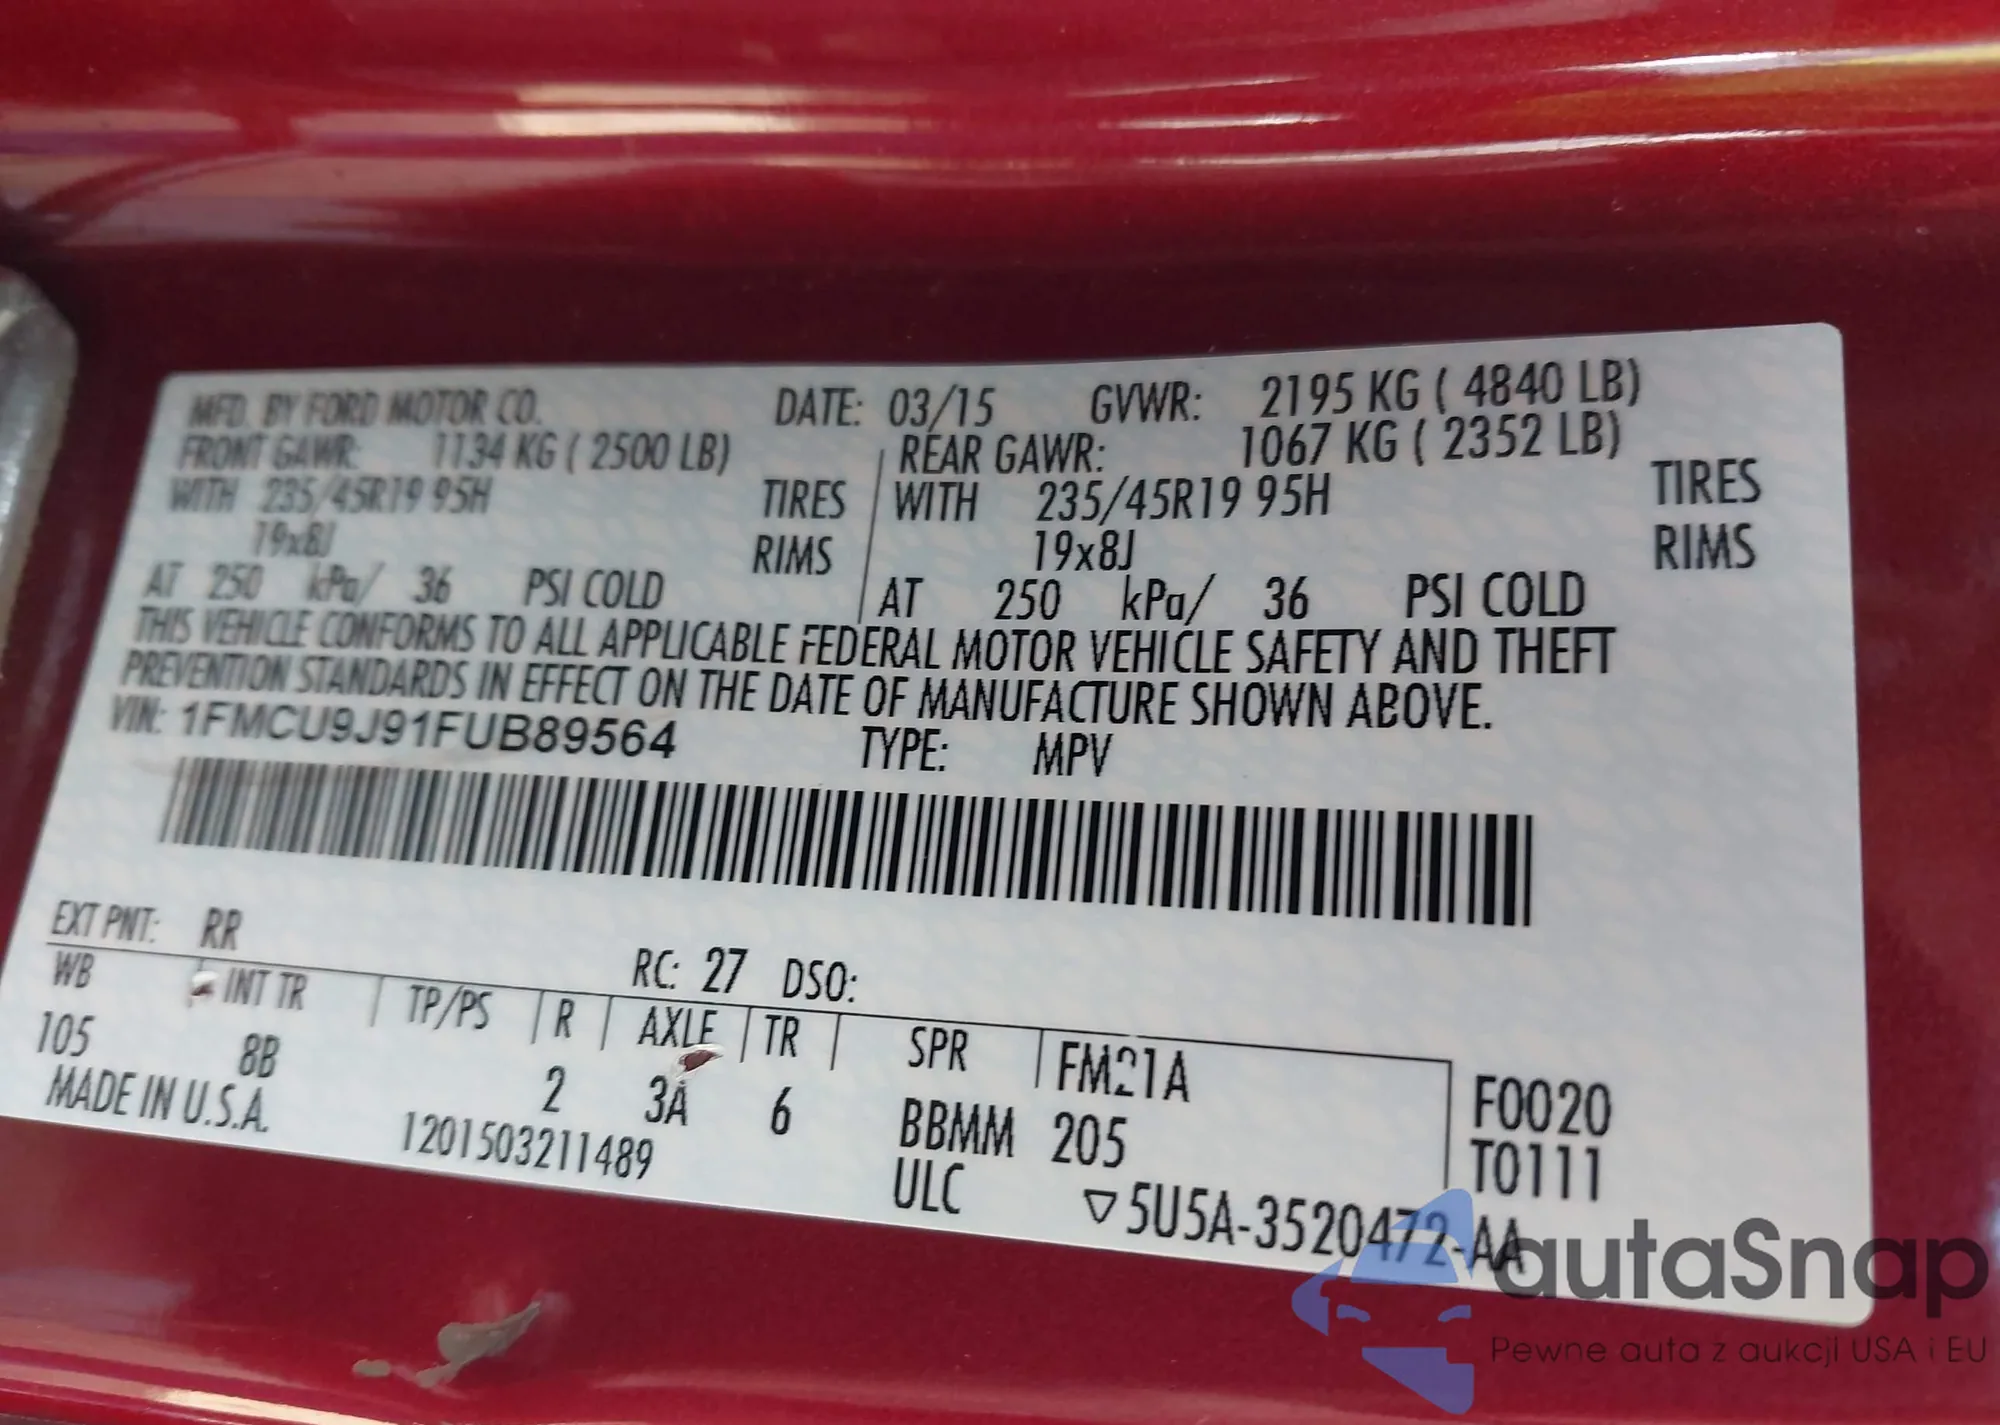 MFD. BY FORD MOTOR CO. DATE: 03/15 GVWR: 2195 KG ( 4840 LB)
FRONT GAWR: 1134 KG ( 2500 LB) REAR GAWR: 1067 KG ( 2352 LB)
WITH 235/45R19 95H TIRES WITH 235/45R19 95H TIRES
19x8J RIMS 19x8J RIMS
AT 250 kPa/ 36 PSI COLD AT 250 kPa/ 36 PSI COLD
THIS VEHICLE CONFORMS TO ALL APPLICABLE FEDERAL MOTOR VEHICLE SAFETY AND THEFT
PREVENTION STANDARDS IN EFFECT ON THE DATE OF MANUFACTURE SHOWN ABOVE.
VIN: 1FMCU9J91FUB89564 TYPE: MPV
EXT PNT: RR RC: 27 DSO:
WB INT TR TP/PS R AXLE TR SPR FM21A F0020
105 8B 2 3A 6 BBMM 205 T0111
MADE IN U.S.A. 1201503211489 ULC ▽5U5A-3520472-AA
autaSnap
Pewne auta z aukcji USA i EU